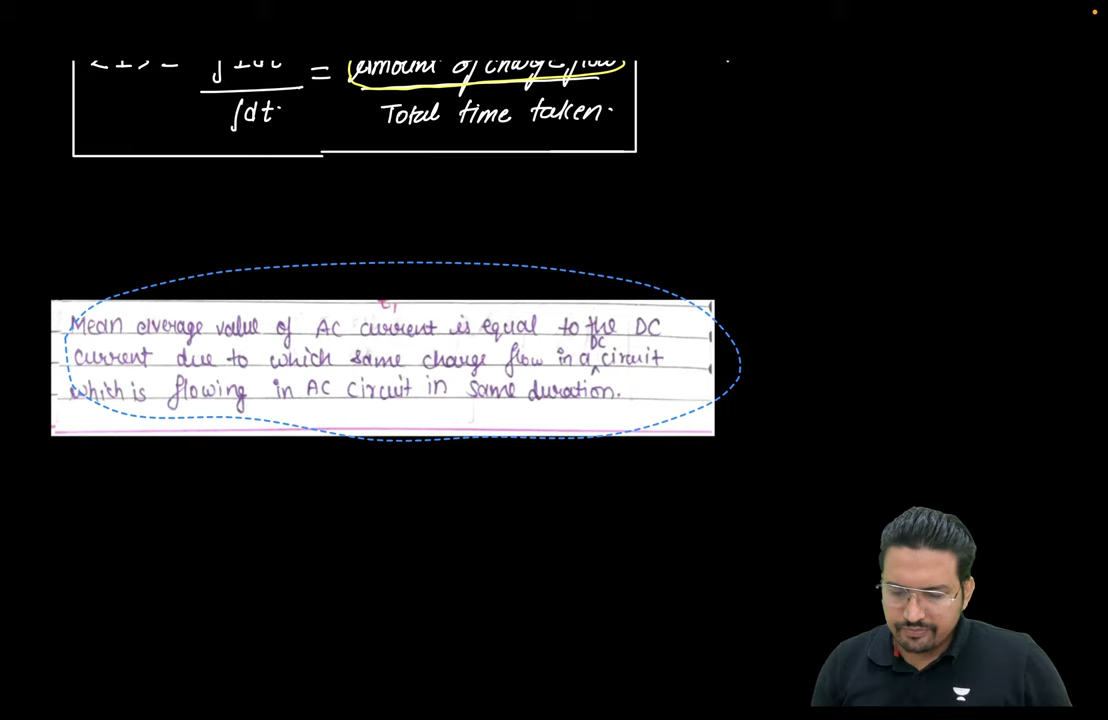 <I> = ∫Idt = amount of charge flow
∫dt Total time taken.
Mean average value of AC current is equal to the DC
current due to which same charge flow in a DC circuit
which is flowing in AC circuit in same duration.